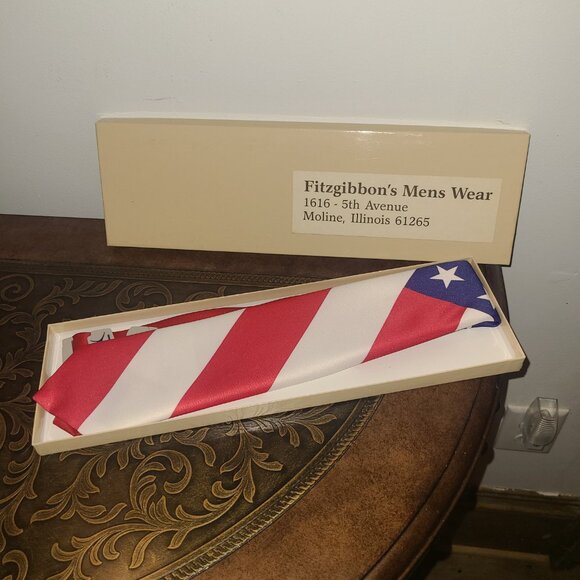 Fitzgibbon's Mens Wear
1616 - 5th Avenue
Moline, Illinois 61265